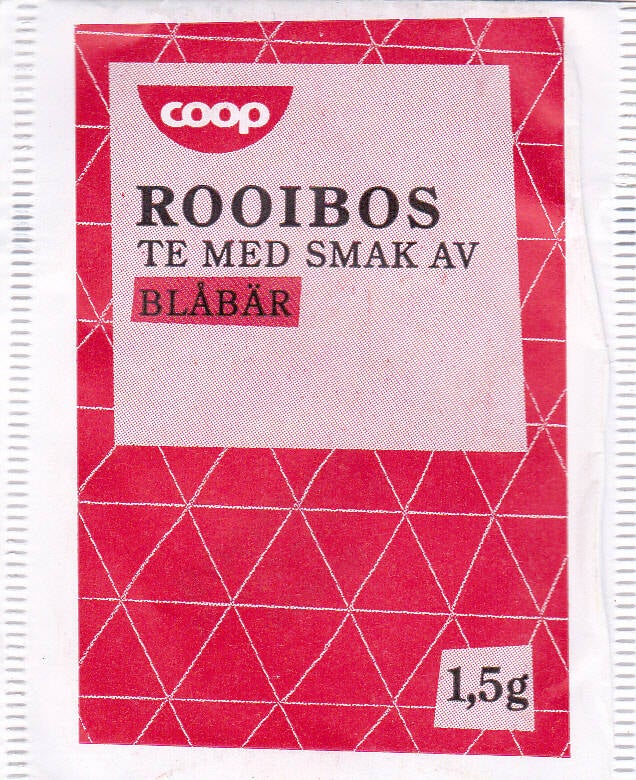 coop
ROOIBOS
TE MED SMAK AV
BLÅBÄR
1,5g